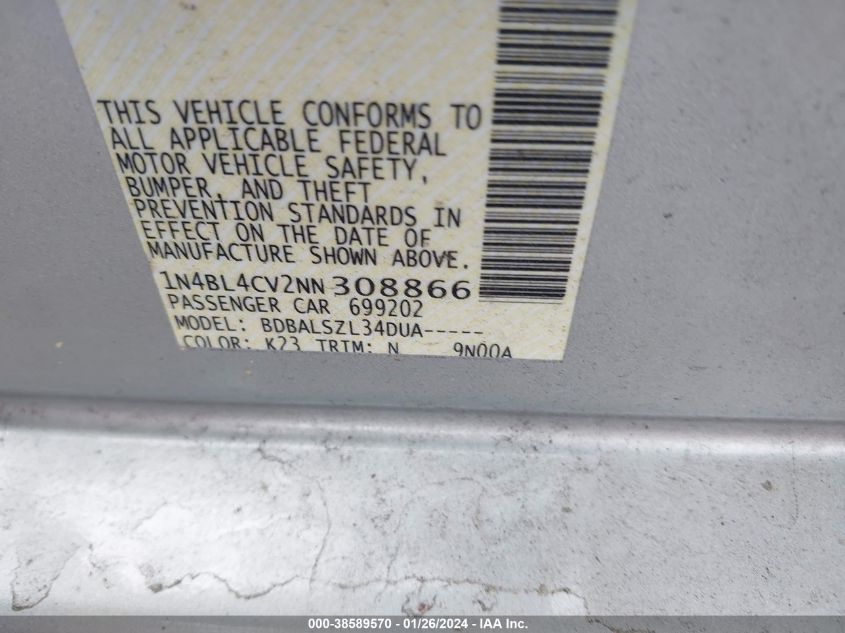 THIS VEHICLE CONFORMS TO
ALL APPLICABLE FEDERAL
MOTOR VEHICLE SAFETY,
BUMPER, AND THEFT
PREVENTION STANDARDS IN
EFFECT ON THE DATE OF
MANUFACTURE SHOWN ABOVE.
1N4BL4CV2NN 308866
PASSENGER CAR 699202
MODEL: BDBALSZL34DUA-----
COLOR: K23 TRIM: N 9N00A
000-38589570 — 01/26/2024 — IAA Inc.